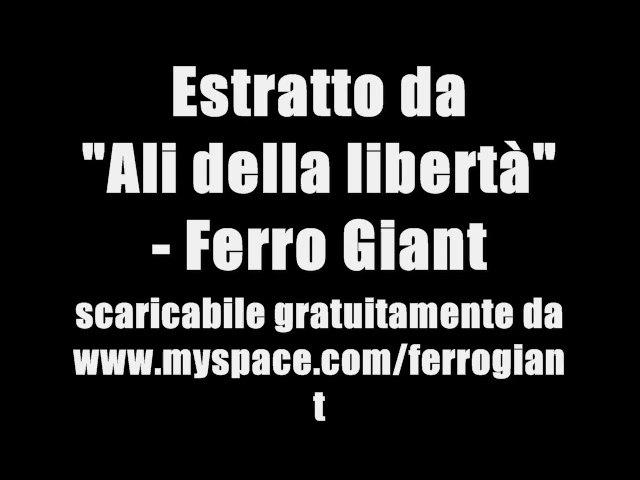 Estratto da
"Ali della libertà"
- Ferro Giant
scaricabile gratuitamente da
www.myspace.com/ferrogian
t